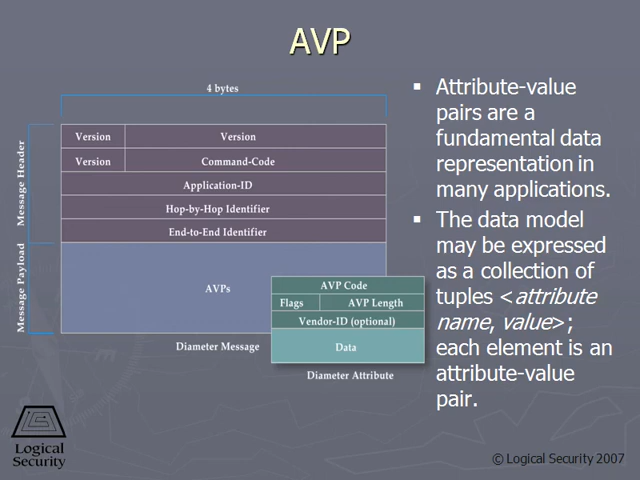 AVP
4 bytes
Message Header
Version Version
Version Command-Code
Application-ID
Hop-by-Hop Identifier
End-to-End Identifier
Message Payload
AVPs
AVP Code
Flags AVP Length
Vendor-ID (optional)
Data
Diameter Message
Diameter Attribute
Attribute-value
pairs are a
fundamental data
representation in
many applications.
The data model
may be expressed
as a collection of
tuples <attribute
name, value>;
each element is an
attribute-value
pair.
Logical
Security
© Logical Security 2007